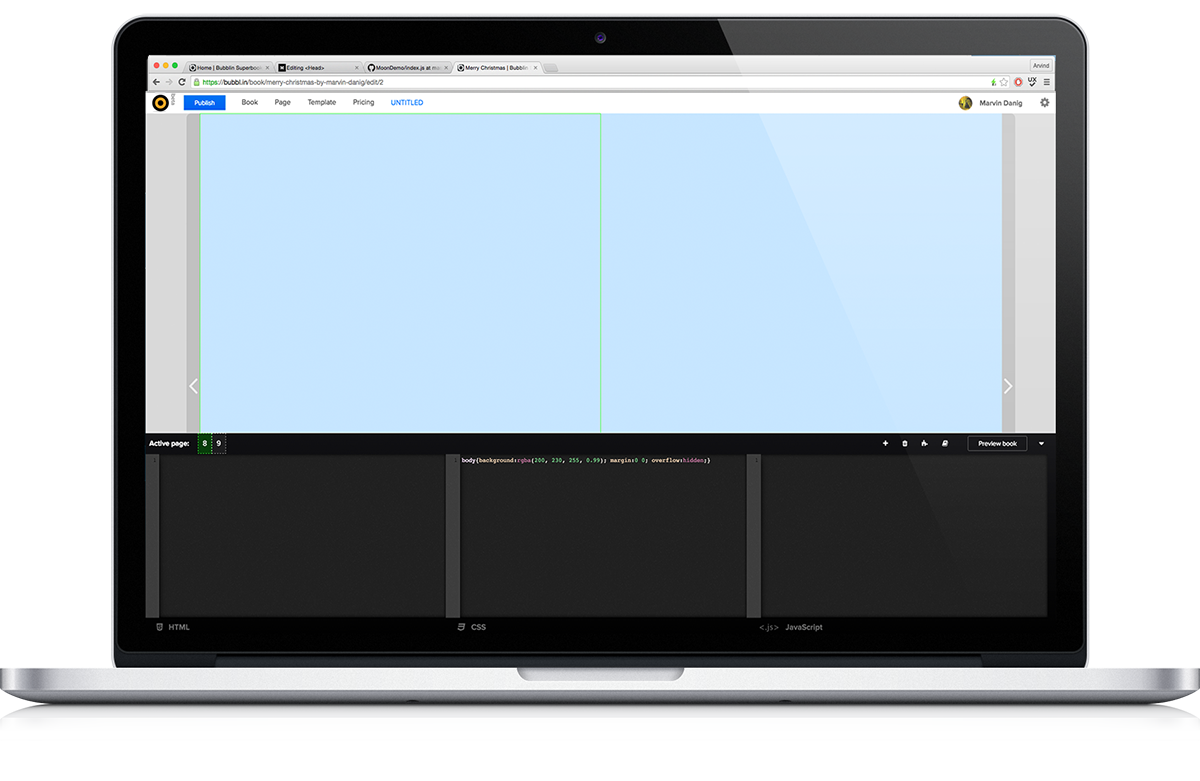 Home | Bubblin Superbook Editing <Head> MoonDemo/index.js at ma Merry Christmas | Bubblin Arvind
https://bubbl.in/book/merry-christmas-by-marvin-danig/edit/2
Publish Beta Book Page Template Pricing UNTITLED Marvin Danig
Active page: 8 9 Preview book
1 1 body{background:rgba(200, 230, 255, 0.99); margin:0 0; overflow:hidden;} 1
HTML CSS <.js> JavaScript